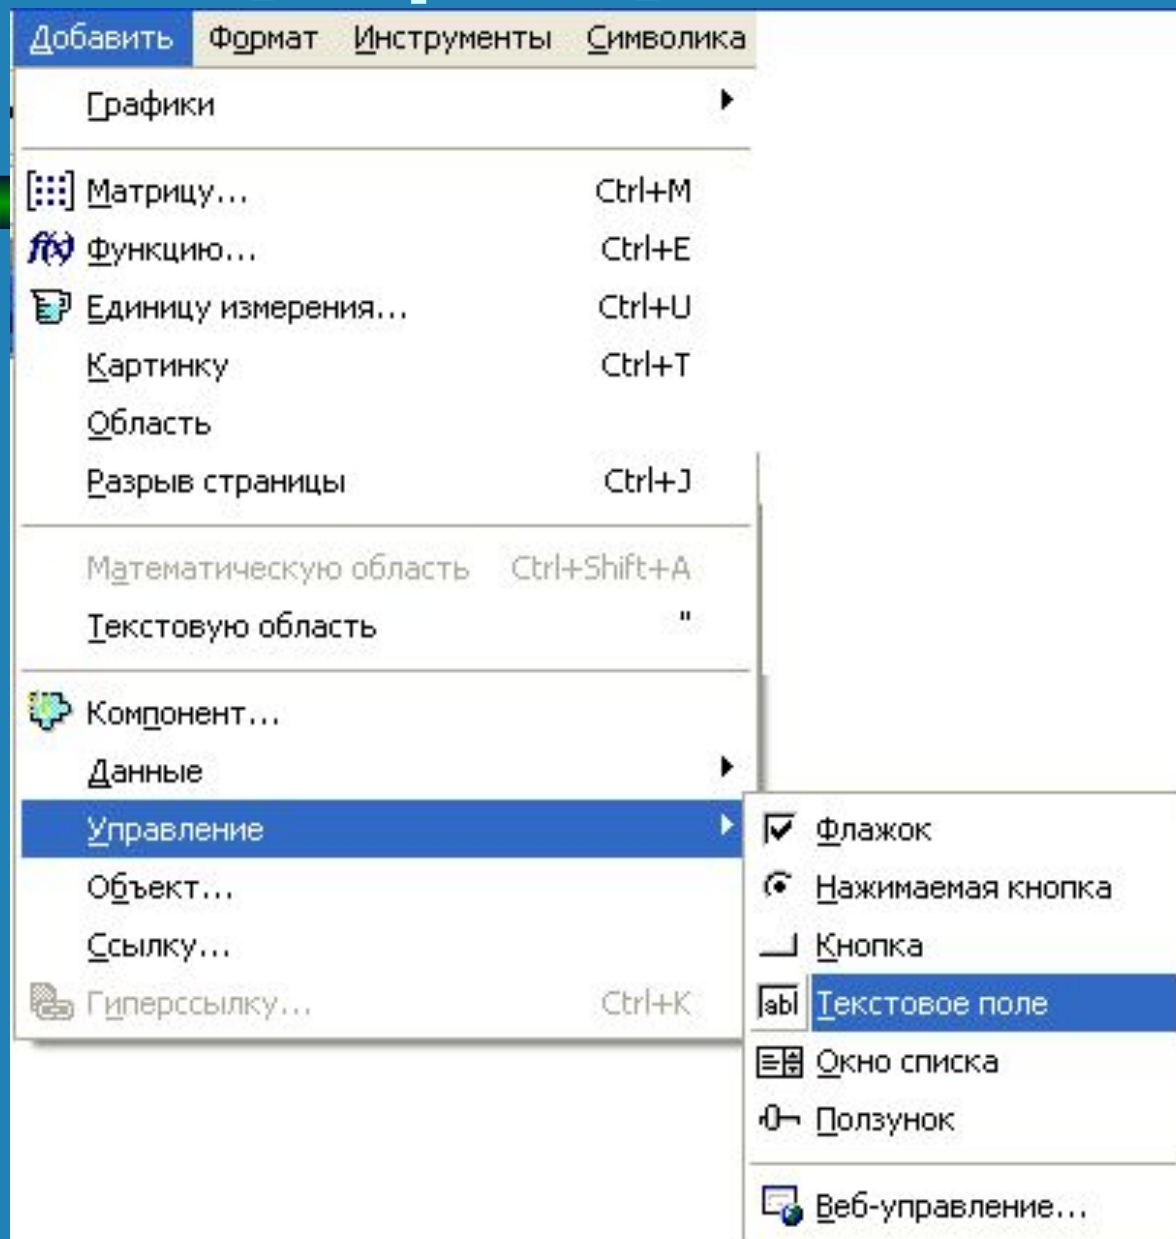 Добавить Формат Инструменты Символика
Графики
Матрицу... Ctrl+M
f(x) Функцию... Ctrl+E
Единицу измерения... Ctrl+U
Картинку Ctrl+T
Область
Разрыв страницы Ctrl+J
Математическую область Ctrl+Shift+A
Текстовую область "
Компонент...
Данные
Управление
Объект...
Ссылку...
Гиперссылку... Ctrl+K
Флажок
Нажимаемая кнопка
Кнопка
abl Текстовое поле
Окно списка
Ползунок
Веб-управление...